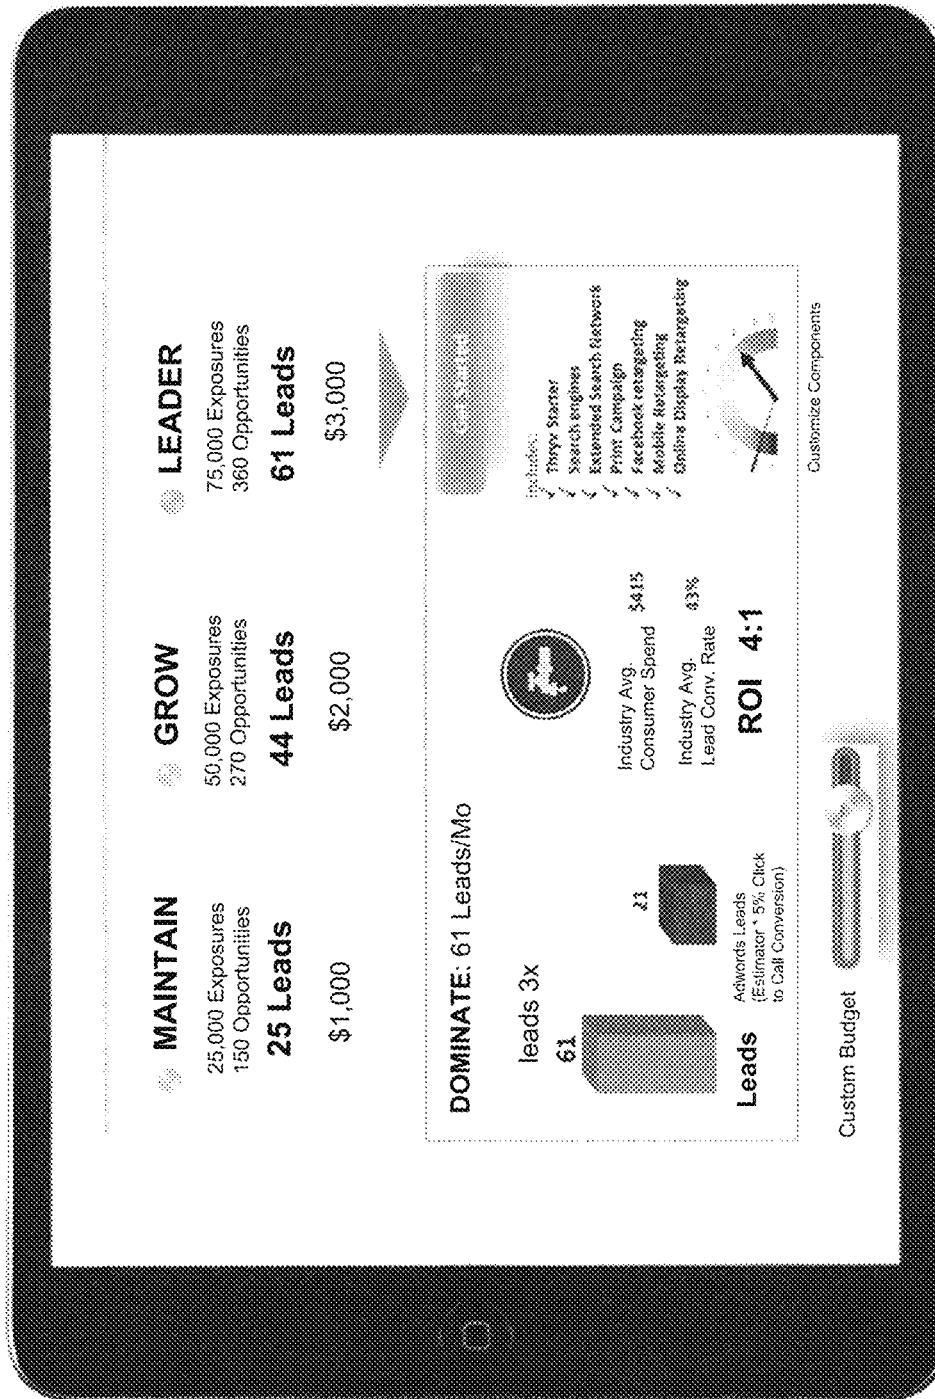 MAINTAIN
25,000 Exposures
150 Opportunities
25 Leads
$1,000
GROW
50,000 Exposures
270 Opportunities
44 Leads
$2,000
LEADER
75,000 Exposures
360 Opportunities
61 Leads
$3,000
DOMINATE: 61 Leads/Mo
leads 3x
61
21
Leads
Adwords Leads
(Estimator * 5% Click
to Call Conversion)
Industry Avg.
Consumer Spend $415
Industry Avg.
Lead Conv. Rate 43%
ROI 4:1
Includes:
Thryv Starter
Search Engines
Extended Search Network
Print Campaign
Facebook retargeting
Mobile Retargeting
Online Display Retargeting
Custom Budget
Customize Components